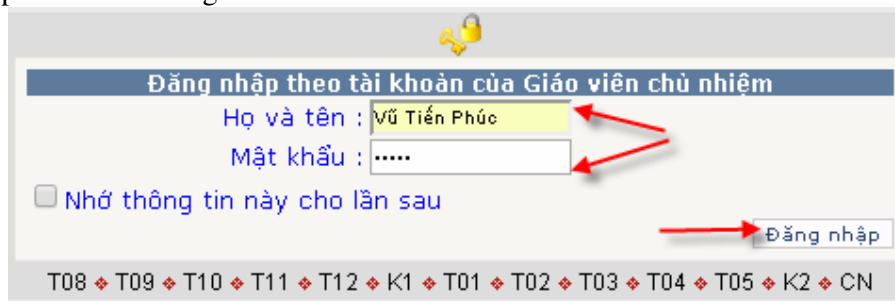 Đăng nhập theo tài khoản của Giáo viên chủ nhiệm
Họ và tên : Vũ Tiến Phúc
Mật khẩu : •••••
Nhớ thông tin này cho lần sau
Đăng nhập
T08 ❖ T09 ❖ T10 ❖ T11 ❖ T12 ❖ K1 ❖ T01 ❖ T02 ❖ T03 ❖ T04 ❖ T05 ❖ K2 ❖ CN